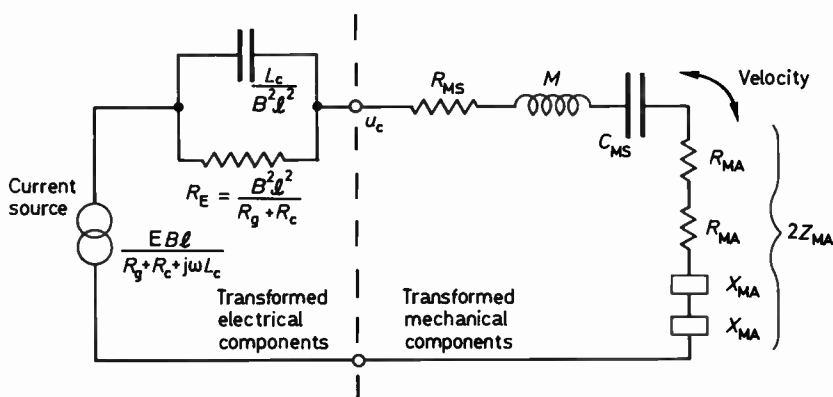 L_c
B²ℓ²
R_E = B²ℓ²
R_g + R_c
u_c
R_MS
M
C_MS
Velocity
R_MA
R_MA
2Z_MA
X_MA
X_MA
Current
source
E Bℓ
R_g + R_c + jωL_c
Transformed
electrical
components
Transformed
mechanical
components